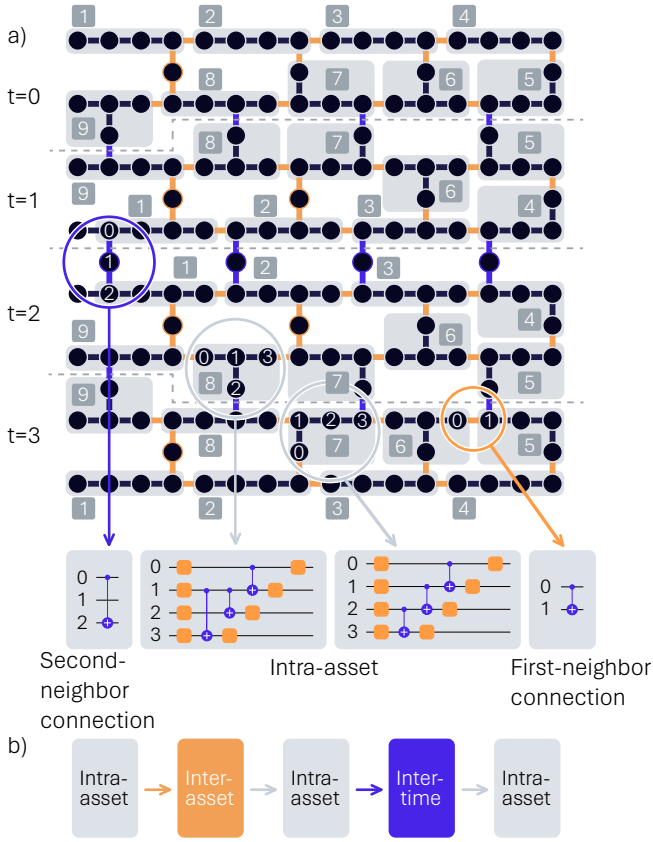 a)
1 2 3 4
t=0
8 7 6 5
9
8 7 5
9
t=1
6
1 2 3 4
0
1
1 2 3
2
t=2
9 6 4
0 1 3
8 7 5
2
9
t=3
1 2 3 0 1
8 7 6 5
0
1 2 3 4
0
1
2
0
1
2
3
0
1
2
3
0
1
Second-
neighbor
connection
Intra-asset
First-neighbor
connection
b)
Intra-
asset
Inter-
asset
Intra-
asset
Inter-
time
Intra-
asset